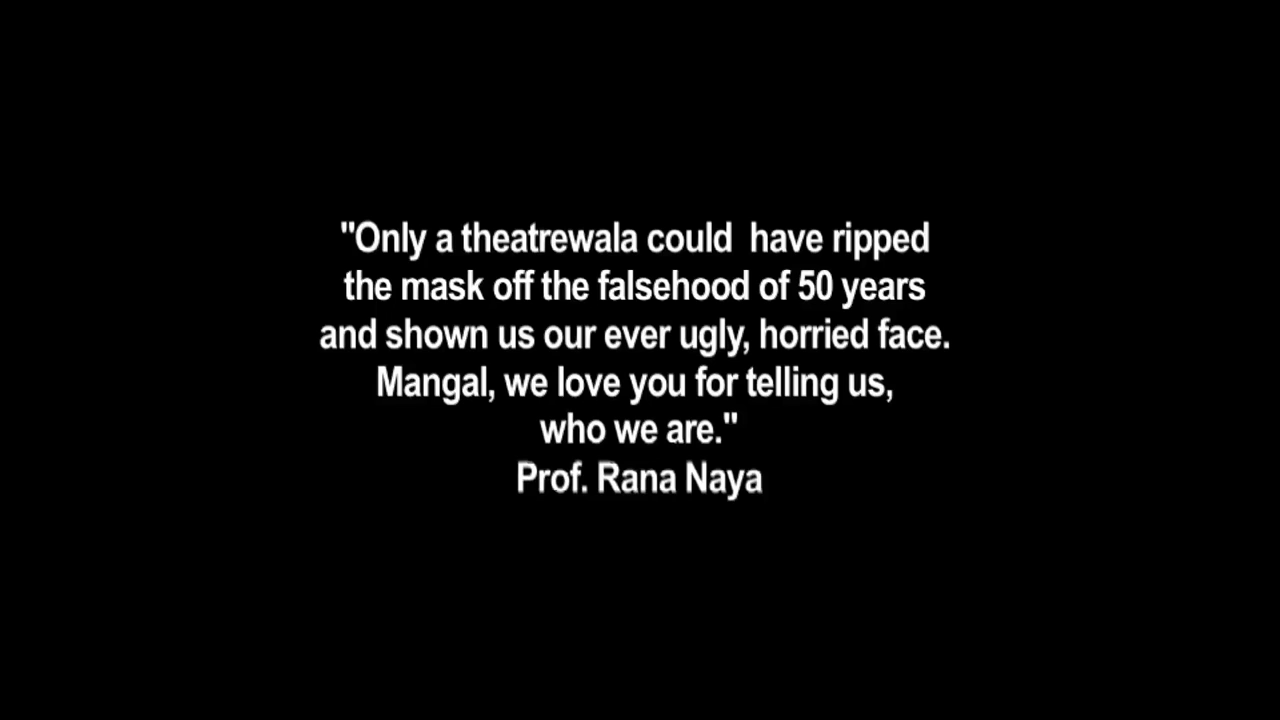 "Only a theatrewala could  have ripped
the mask off the falsehood of 50 years
and shown us our ever ugly, horried face.
Mangal, we love you for telling us,
who we are."
Prof. Rana Naya